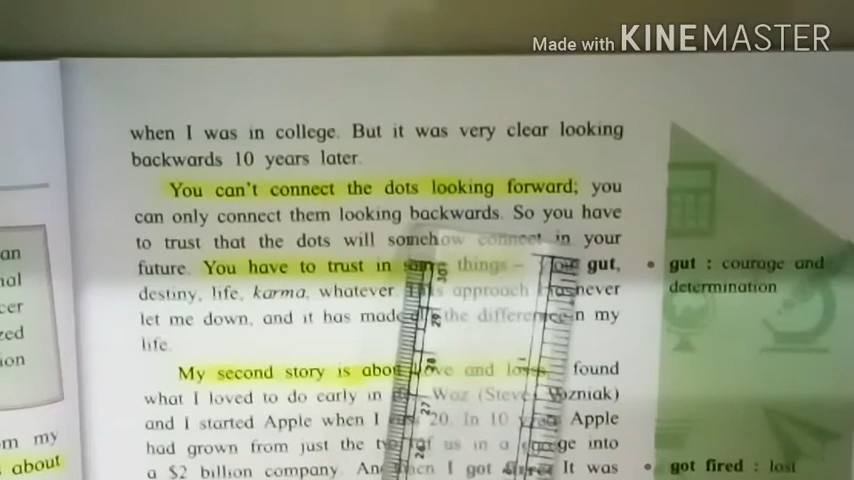 Made with KINEMASTER
when I was in college. But it was very clear looking
backwards 10 years later.
You can't connect the dots looking forward; you
can only connect them looking backwards. So you have
to trust that the dots will somehow connect in your
future. You have to trust in things – your gut,
destiny, life, karma, whatever. This approach has never
let me down, and it has made all the difference in my
life.
My second story is about love and loss. found
what I loved to do early in Woz (Steve Wozniak)
and I started Apple when I was 20. In 10 years Apple
had grown from just the two of us in a garage into
a $2 billion company. And then I got It was
gut : courage and
determination
got fired : lost
an
nal
cer
zed
ion
om my
about
30
29
28
27
26